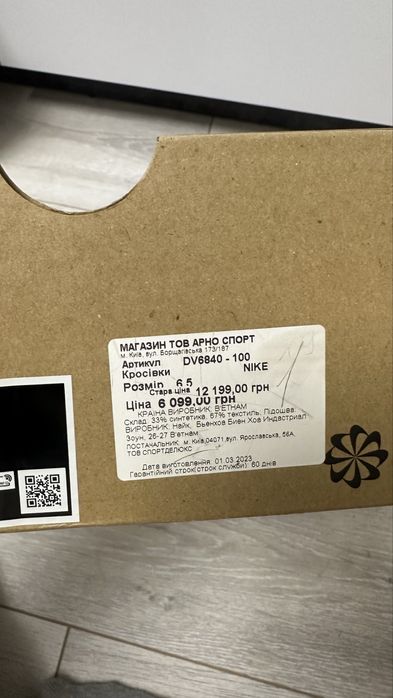 МАГАЗИН ТОВ АРНО СПОРТ
м. Київ, вул. Борщагівська 173/187
Артикул DV6840 - 100
Кросівки NIKE
Розмір 6.5
Стара ціна 12 199,00 грн
Ціна 6 099,00 грн
КРАЇНА ВИРОБНИК: В'ЄТНАМ
Склад: 33% синтетика, 67% текстиль; Підошва:
ВИРОБНИК: Найк, Бьенхоа Биен Хоа Индастриал
Зоун, 26-27 В'єтнам
ПОСТАЧАЛЬНИК: м. Київ,04071,вул. Ярославська, 56А,
ТОВ СПОРТДЕЛЮКС
Дата виготовлення: 01.03.2023
Гарантійний строк(строк служби): 60 днів